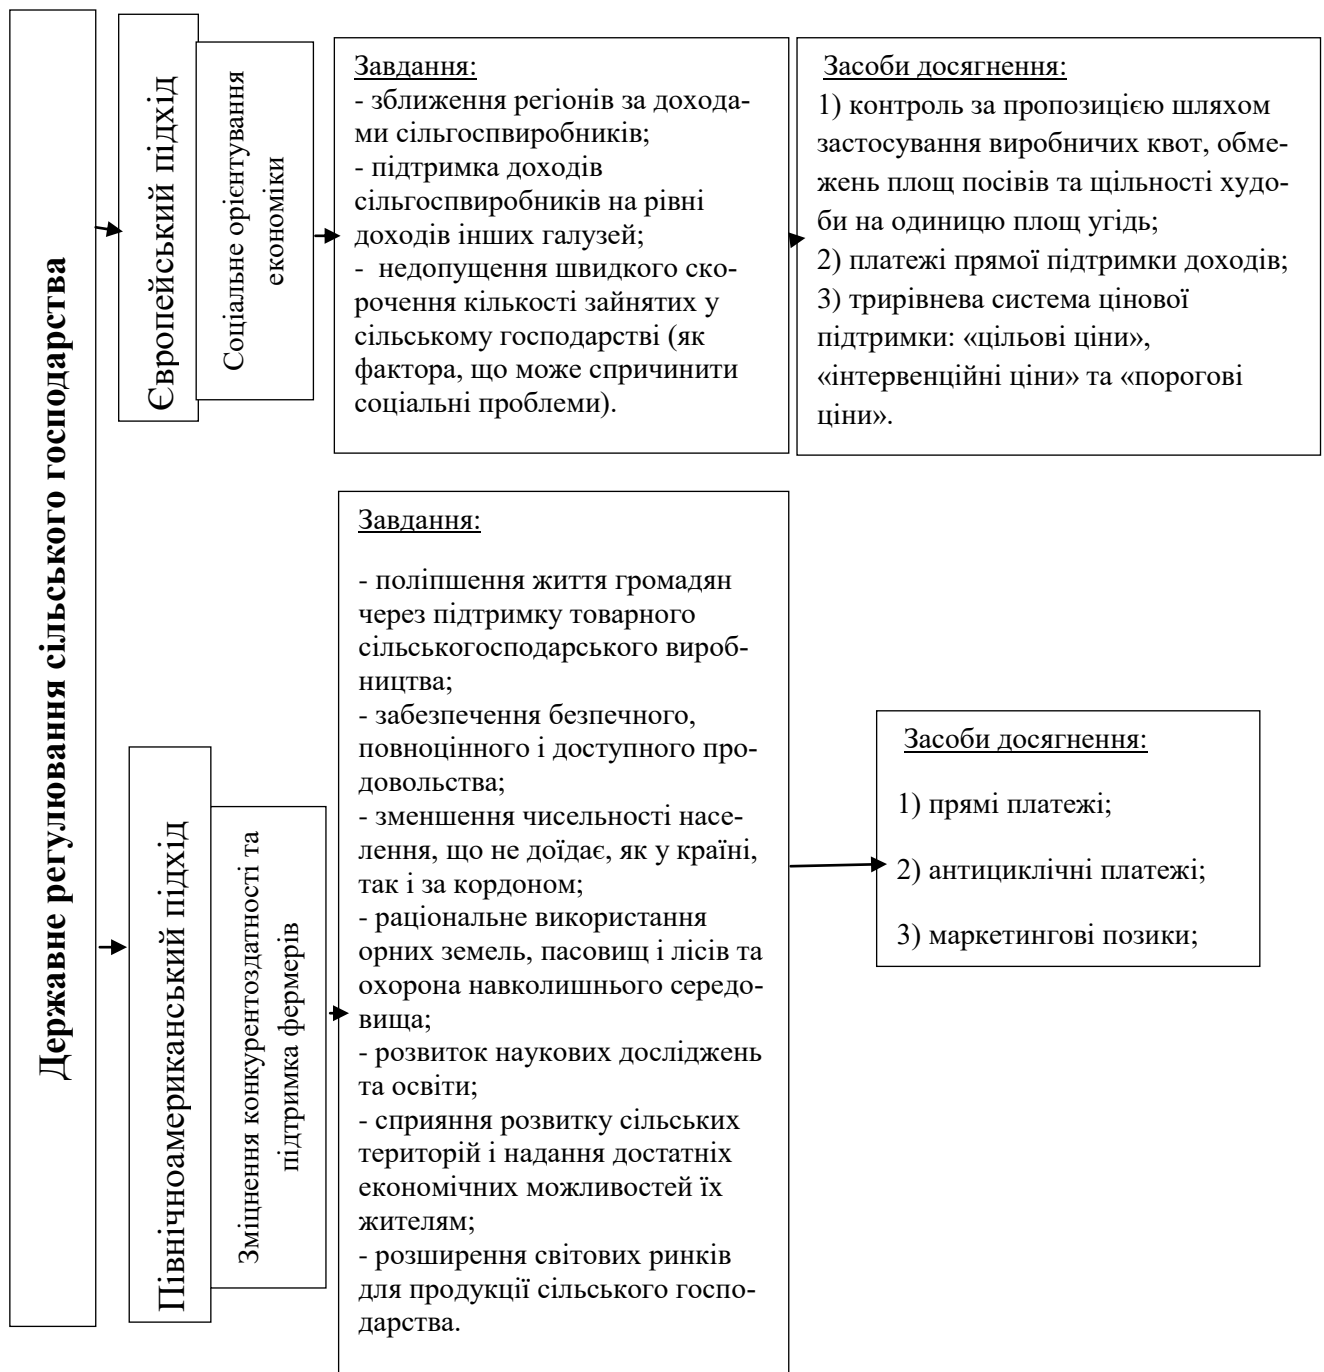 Державне регулювання сільського господарства
Європейський підхід
Соціальне орієнтування
економіки
Завдання:
- зближення регіонів за дохода-
ми сільгоспвиробників;
- підтримка доходів
сільгоспвиробників на рівні
доходів інших галузей;
- недопущення швидкого ско-
рочення кількості зайнятих у
сільському господарстві (як
фактора, що може спричинити
соціальні проблеми).
Засоби досягнення:
1) контроль за пропозицією шляхом
застосування виробничих квот, обме-
жень площ посівів та щільності худо-
би на одиницю площ угідь;
2) платежі прямої підтримки доходів;
3) трирівнева система цінової
підтримки: «цільові ціни»,
«інтервенційні ціни» та «порогові
ціни».
Північноамериканський підхід
Зміцнення конкурентоздатності та
підтримка фермерів
Завдання:
- поліпшення життя громадян
через підтримку товарного
сільськогосподарського вироб-
ництва;
- забезпечення безпечного,
повноцінного і доступного про-
довольства;
- зменшення чисельності насе-
лення, що не доїдає, як у країні,
так і за кордоном;
- раціональне використання
орних земель, пасовищ і лісів та
охорона навколишнього середо-
вища;
- розвиток наукових досліджень
та освіти;
- сприяння розвитку сільських
територій і надання достатніх
економічних можливостей їх
жителям;
- розширення світових ринків
для продукції сільського госпо-
дарства.
Засоби досягнення:
1) прямі платежі;
2) антициклічні платежі;
3) маркетингові позики;